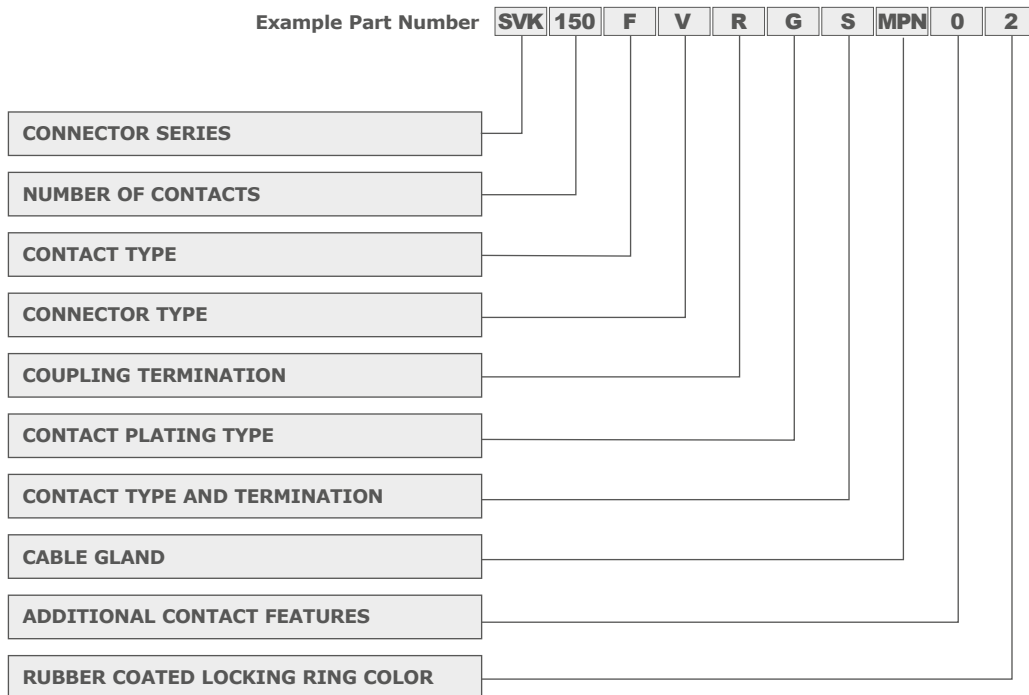 Example Part Number SVK 150 F V R G S MPN 0 2
CONNECTOR SERIES
NUMBER OF CONTACTS
CONTACT TYPE
CONNECTOR TYPE
COUPLING TERMINATION
CONTACT PLATING TYPE
CONTACT TYPE AND TERMINATION
CABLE GLAND
ADDITIONAL CONTACT FEATURES
RUBBER COATED LOCKING RING COLOR